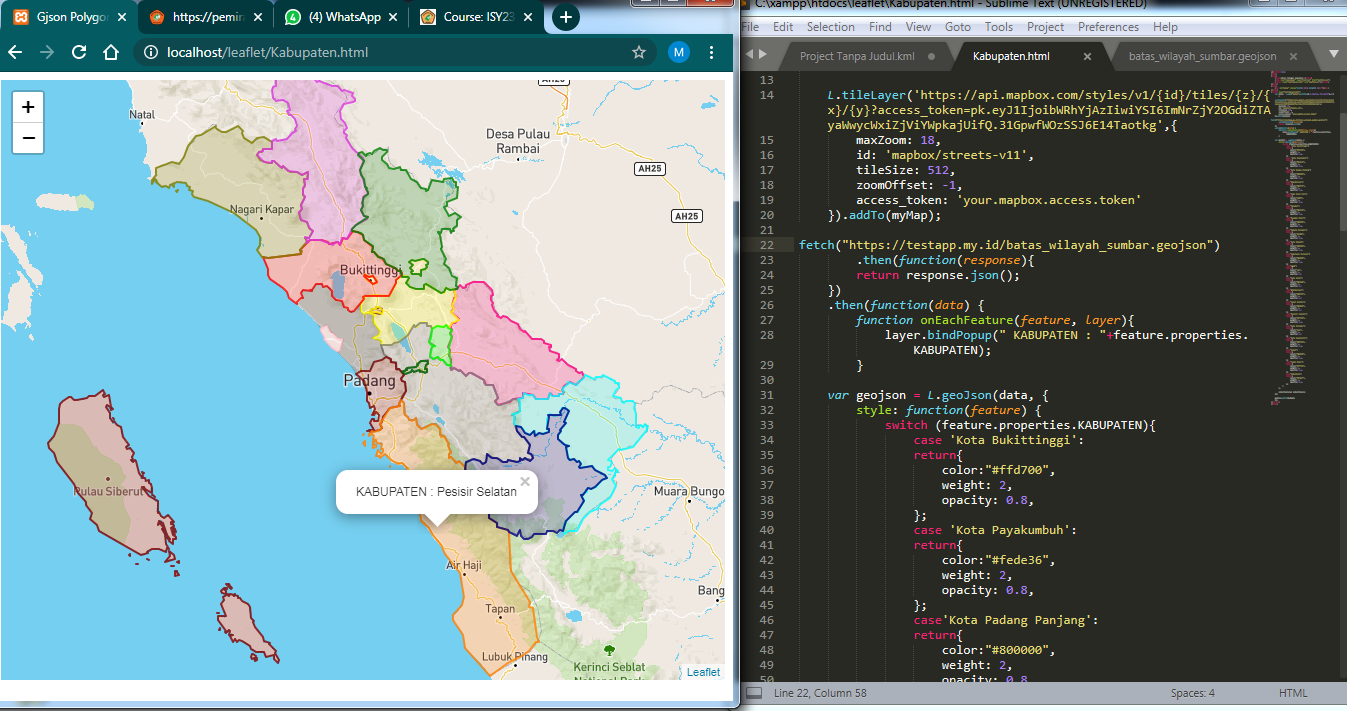 Gjson Polygo
https://pemir
(4) WhatsApp
Course: ISY23
localhost/leaflet/Kabupaten.html
M
+
−
Natal
AH25
Desa Pulau
Rambai
AH25
AH25
Nagari Kapar
Bukittinggi
Padang
Pulau Siberut
KABUPATEN : Pesisir Selatan
×
Muara Bungo
Air Haji
Bang
Tapan
Lubuk Pinang
Kerinci Seblat
National Park
Leaflet
C:\xampp\htdocs\leaflet\Kabupaten.html - Sublime Text (UNREGISTERED)
File Edit Selection Find View Goto Tools Project Preferences Help
Project Tanpa Judul.kml
Kabupaten.html
batas_wilayah_sumbar.geojson
13
14 L.tileLayer('https://api.mapbox.com/styles/v1/{id}/tiles/{z}/{
x}/{y}?access_token=pk.eyJ1IjoibWRhYjAzIiwiYSI6ImNrZjY2OGdiZTA
yaWwycWxiZjViYWpkajUifQ.31GpwfWOzSSJ6E14Taotkg',{
15 maxZoom: 18,
16 id: 'mapbox/streets-v11',
17 tileSize: 512,
18 zoomOffset: -1,
19 access_token: 'your.mapbox.access.token'
20 }).addTo(myMap);
21
22 fetch("https://testapp.my.id/batas_wilayah_sumbar.geojson")
23 .then(function(response){
24 return response.json();
25 })
26 .then(function(data) {
27 function onEachFeature(feature, layer){
28 layer.bindPopup(" KABUPATEN : "+feature.properties.
KABUPATEN);
29 }
30
31 var geojson = L.geoJson(data, {
32 style: function(feature) {
33 switch (feature.properties.KABUPATEN){
34 case 'Kota Bukittinggi':
35 return{
36 color:"#ffd700",
37 weight: 2,
38 opacity: 0.8,
39 };
40 case 'Kota Payakumbuh':
41 return{
42 color:"#fede36",
43 weight: 2,
44 opacity: 0.8,
45 };
46 case'Kota Padang Panjang':
47 return{
48 color:"#800000",
49 weight: 2,
50 opacity: 0.8
Line 22, Column 58
Spaces: 4
HTML